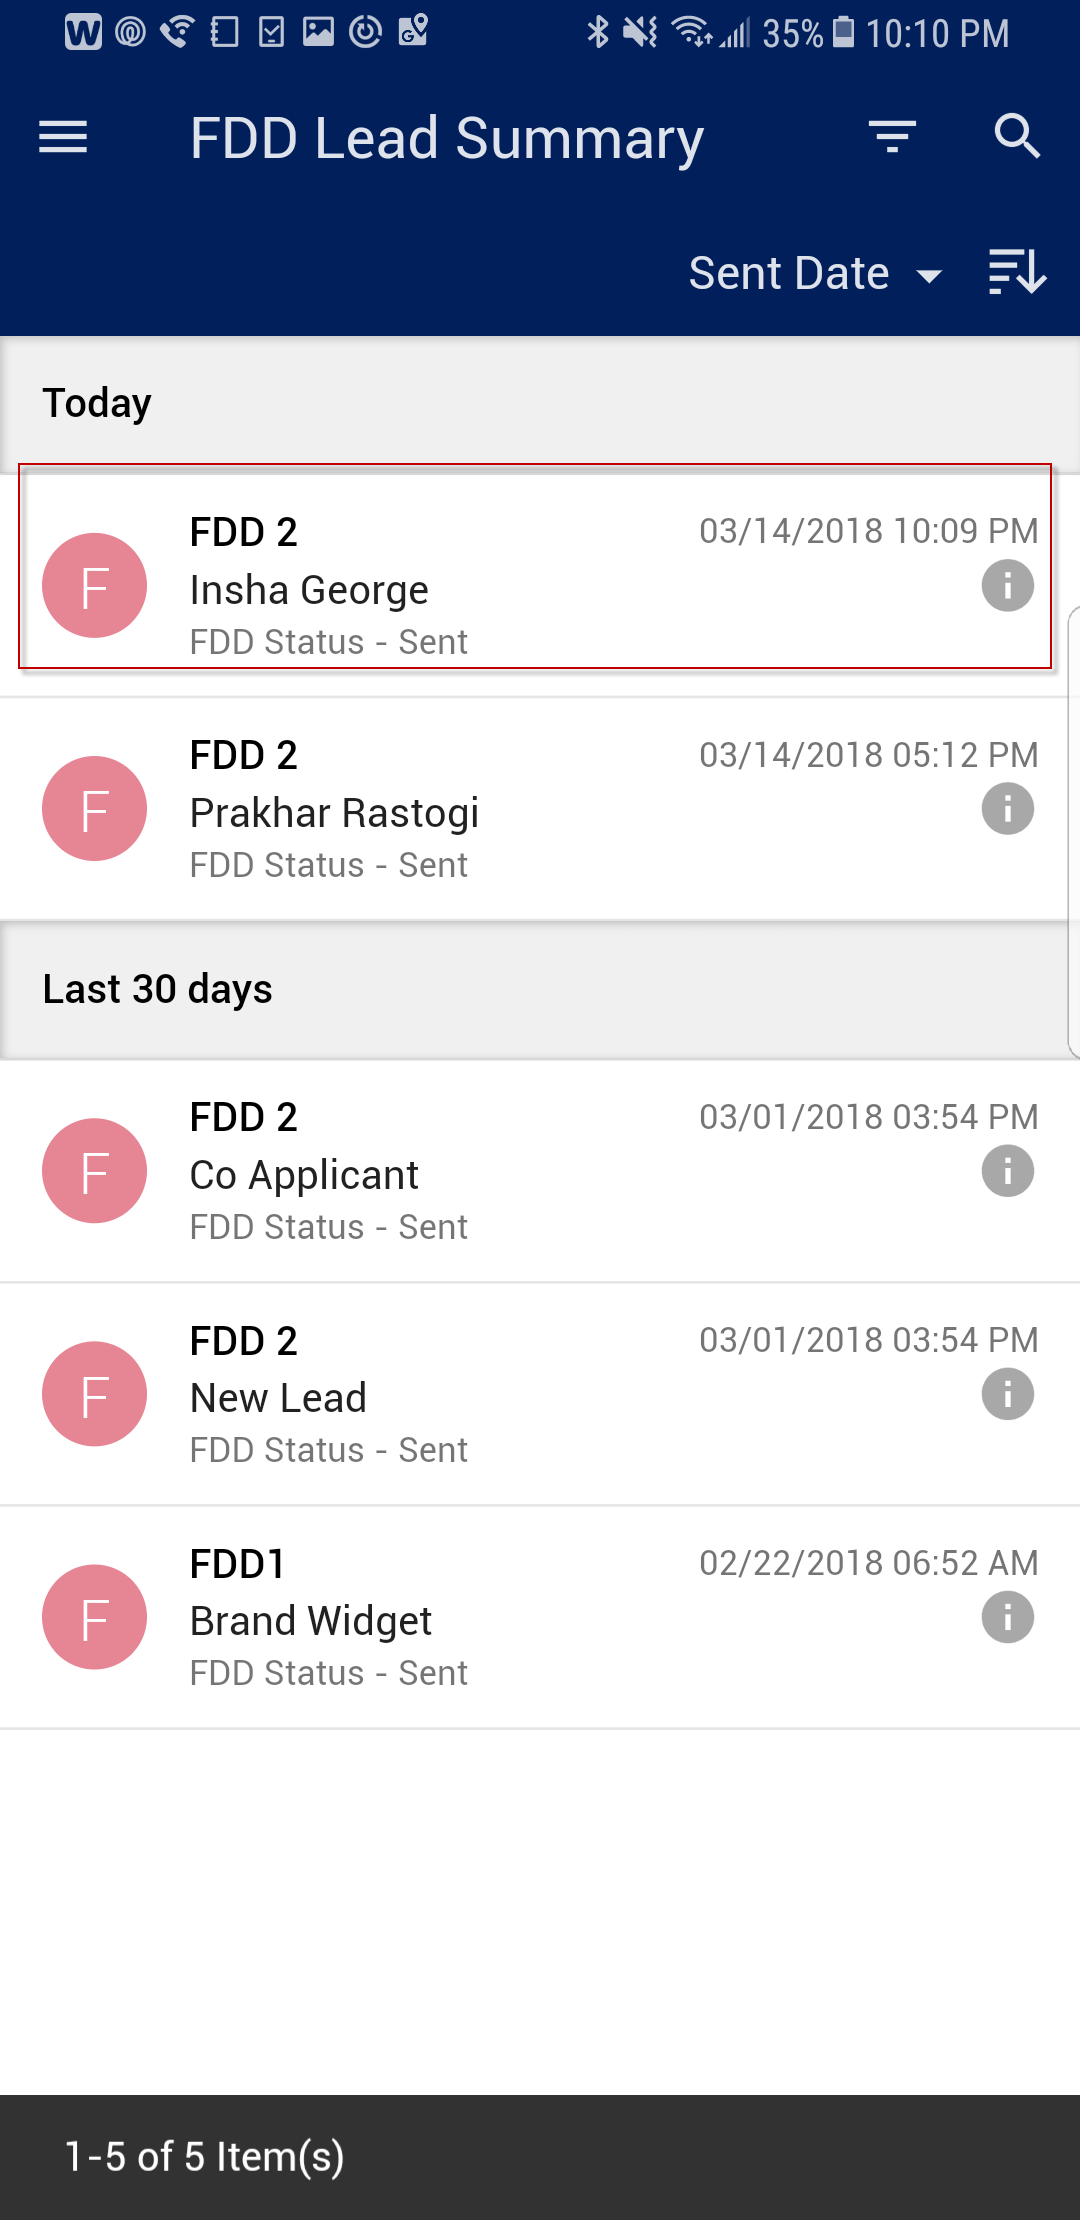 35% 10:10 PM
FDD Lead Summary
Sent Date
Today
F
FDD 2
03/14/2018 10:09 PM
Insha George
FDD Status - Sent
F
FDD 2
03/14/2018 05:12 PM
Prakhar Rastogi
FDD Status - Sent
Last 30 days
F
FDD 2
03/01/2018 03:54 PM
Co Applicant
FDD Status - Sent
F
FDD 2
03/01/2018 03:54 PM
New Lead
FDD Status - Sent
F
FDD1
02/22/2018 06:52 AM
Brand Widget
FDD Status - Sent
1-5 of 5 Item(s)